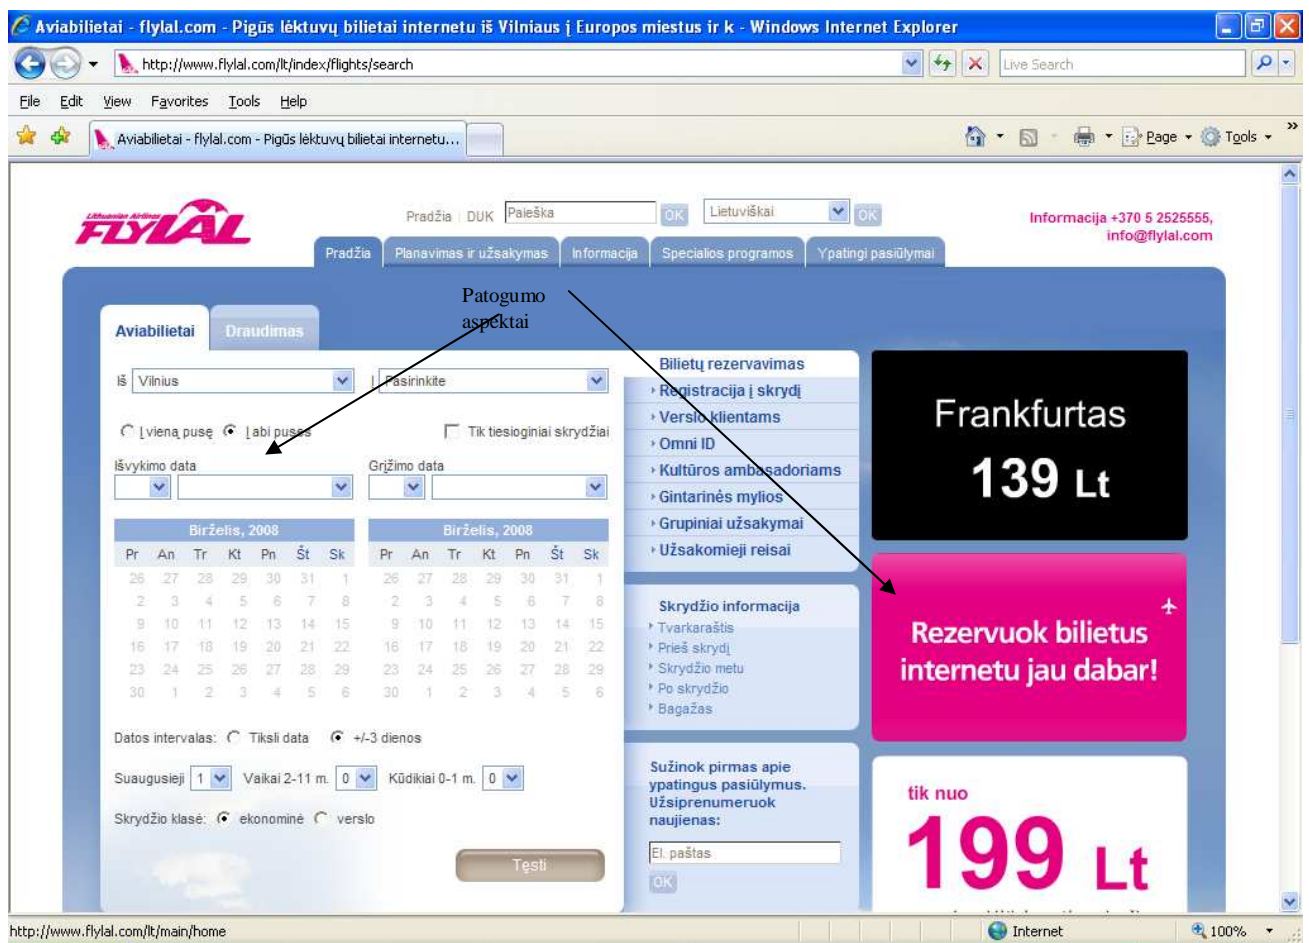 Aviabilietai - flylal.com - Pigūs lėktuvų bilietai internetu iš Vilniaus į Europos miestus ir k - Windows Internet Explorer
http://www.flylal.com/lt/index/flights/search
Live Search
File Edit View Favorites Tools Help
Aviabilietai - flylal.com - Pigūs lėktuvų bilietai internetu...
Page Tools »
Lithuanian Airlines
FLYLAL
Pradžia DUK Paieška OK Lietuviškai OK
Informacija +370 5 2525555,
info@flylal.com
Pradžia Planavimas ir užsakymas Informacija Specialios programos Ypatingi pasiūlymai
Patogumo
aspektai
Aviabilietai Draudimas
Iš Vilnius Į Pasirinkite
Į vieną pusę Į abi puses Tik tiesioginiai skrydžiai
Išvykimo data Grįžimo data
Birželis, 2008 Birželis, 2008
Pr An Tr Kt Pn Št Sk Pr An Tr Kt Pn Št Sk
26 27 28 29 30 31 1 26 27 28 29 30 31 1
2 3 4 5 6 7 8 2 3 4 5 6 7 8
9 10 11 12 13 14 15 9 10 11 12 13 14 15
16 17 18 19 20 21 22 16 17 18 19 20 21 22
23 24 25 26 27 28 29 23 24 25 26 27 28 29
30 1 2 3 4 5 6 30 1 2 3 4 5 6
Datos intervalas: Tiksli data +/-3 dienos
Suaugusieji 1 Vaikai 2-11 m. 0 Kūdikiai 0-1 m. 0
Skrydžio klasė: ekonominė verslo
Tęsti
Bilietų rezervavimas
Registracija į skrydį
Verslo klientams
Omni ID
Kultūros ambasadoriams
Gintarinės mylios
Grupiniai užsakymai
Užsakomieji reisai
Skrydžio informacija
Tvarkaraštis
Prieš skrydį
Skrydžio metu
Po skrydžio
Bagažas
Sužinok pirmas apie
ypatingus pasiūlymus.
Užsiprenumeruok
naujienas:
El. paštas
OK
Frankfurtas
139 Lt
Rezervuok bilietus
internetu jau dabar!
tik nuo
199 Lt
http://www.flylal.com/lt/main/home
Internet
100%